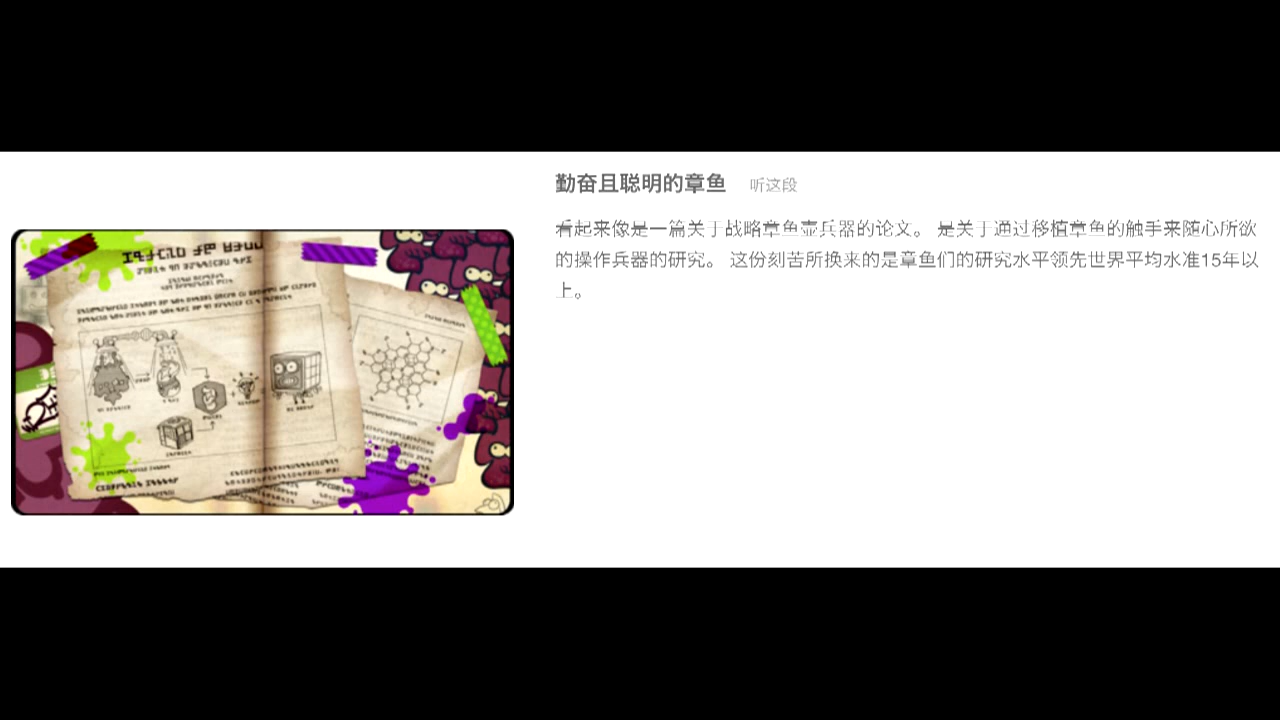 勤奋且聪明的章鱼 听这段
看起来像是一篇关于战略章鱼壶兵器的论文。 是关于通过移植章鱼的触手来随心所欲
的操作兵器的研究。 这份刻苦所换来的是章鱼们的研究水平领先世界平均水准15年以
上。